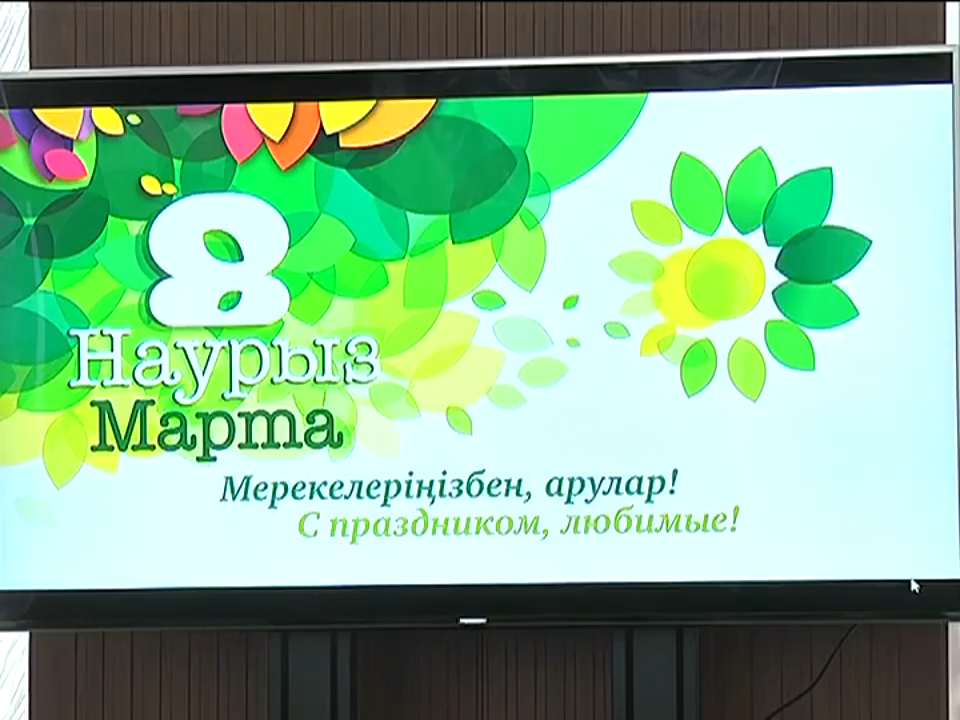 8
Наурыз
Марта
Мерекелеріңізбен, арулар!
С праздником, любимые!